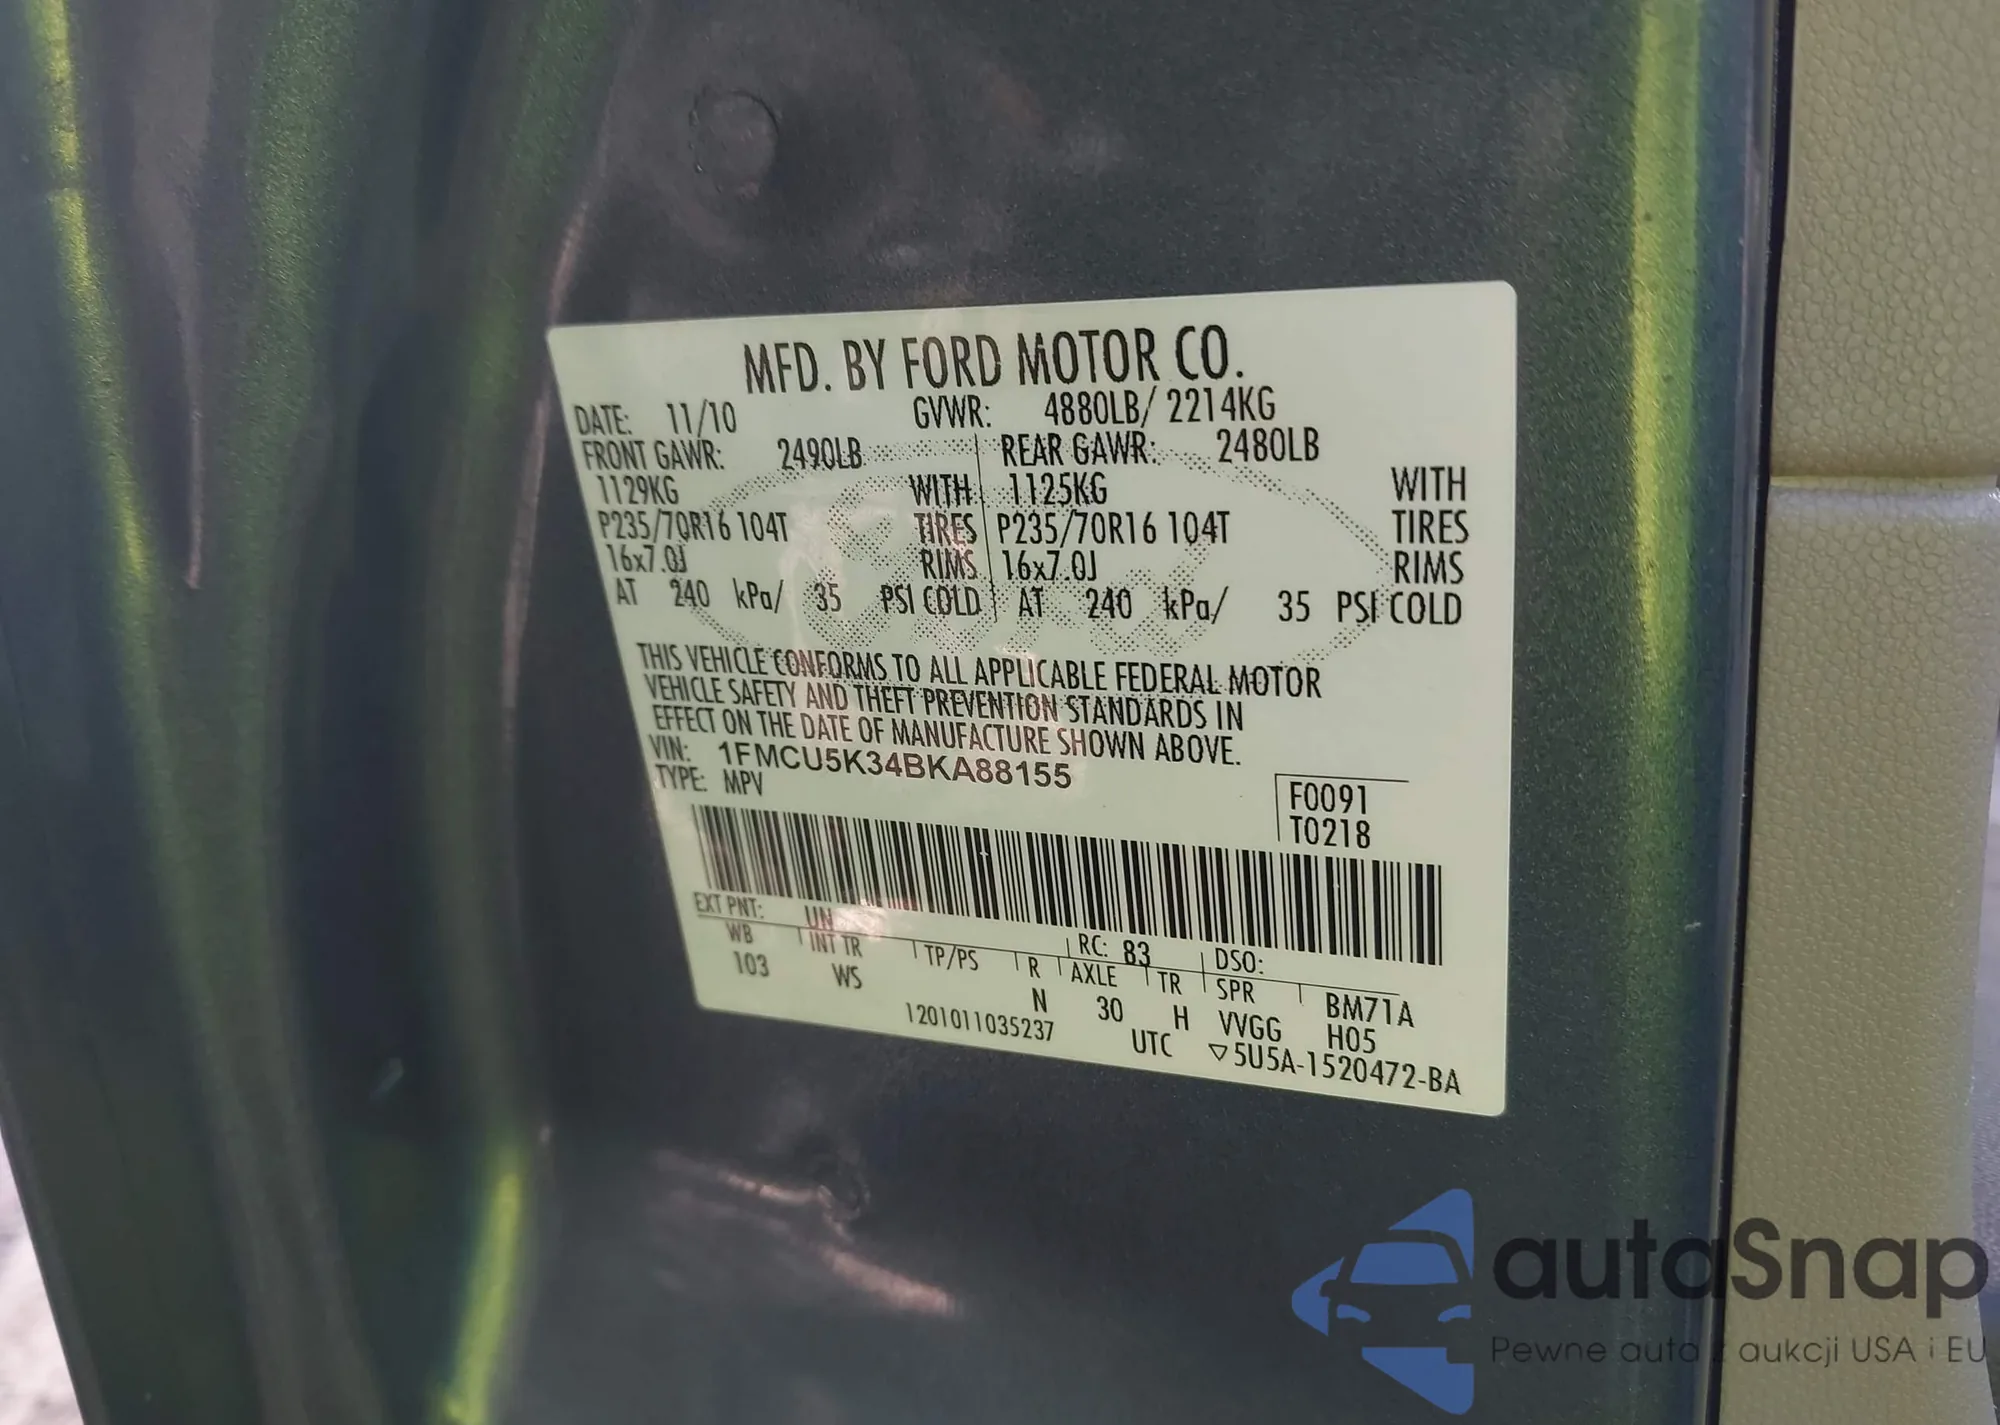 MFD. BY FORD MOTOR CO.
DATE: 11/10 GVWR: 4880LB/ 2214KG
FRONT GAWR: 2490LB REAR GAWR: 2480LB
1129KG WITH 1125KG WITH
P235/70R16 104T TIRES P235/70R16 104T TIRES
16x7.0J RIMS 16x7.0J RIMS
AT 240 kPa/ 35 PSI COLD AT 240 kPa/ 35 PSI COLD
THIS VEHICLE CONFORMS TO ALL APPLICABLE FEDERAL MOTOR
VEHICLE SAFETY AND THEFT PREVENTION STANDARDS IN
EFFECT ON THE DATE OF MANUFACTURE SHOWN ABOVE.
VIN: 1FMCU5K34BKA88155
TYPE: MPV
F0091
T0218
EXT PNT: UN RC: 83 DSO:
WB INT TR TP/PS R AXLE TR SPR BM71A
103 WS N 30 H VVGG H05
1201011035237 UTC ▽5U5A-1520472-BA
autaSnap
Pewne auta z aukcji USA i EU